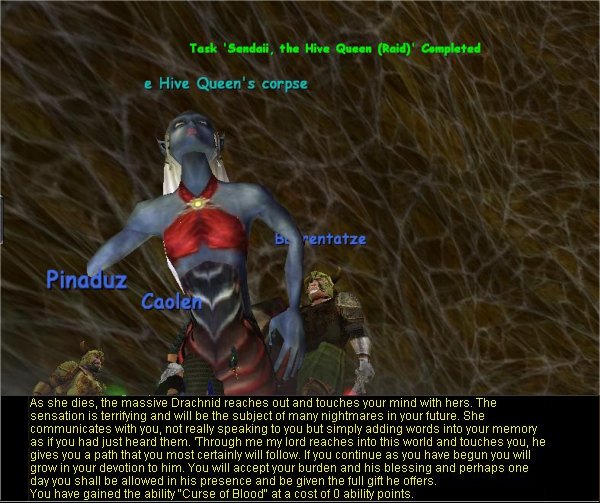 Task 'Sendaii, the Hive Queen (Raid)' Completed
e Hive Queen's corpse
Pinaduz
Caolen
As she dies, the massive Drachnid reaches out and touches your mind with hers. The
sensation is terrifying and will be the subject of many nightmares in your future. She
communicates with you, not really speaking to you but simply adding words into your memory
as if you had just heard them. 'Through me my lord reaches into this world and touches you, he
gives you a path that you most certainly will follow. If you continue as you have begun you will
grow in your devotion to him. You will accept your burden and his blessing and perhaps one
day you shall be allowed in his presence and be given the full gift he offers.
You have gained the ability "Curse of Blood" at a cost of 0 ability points.